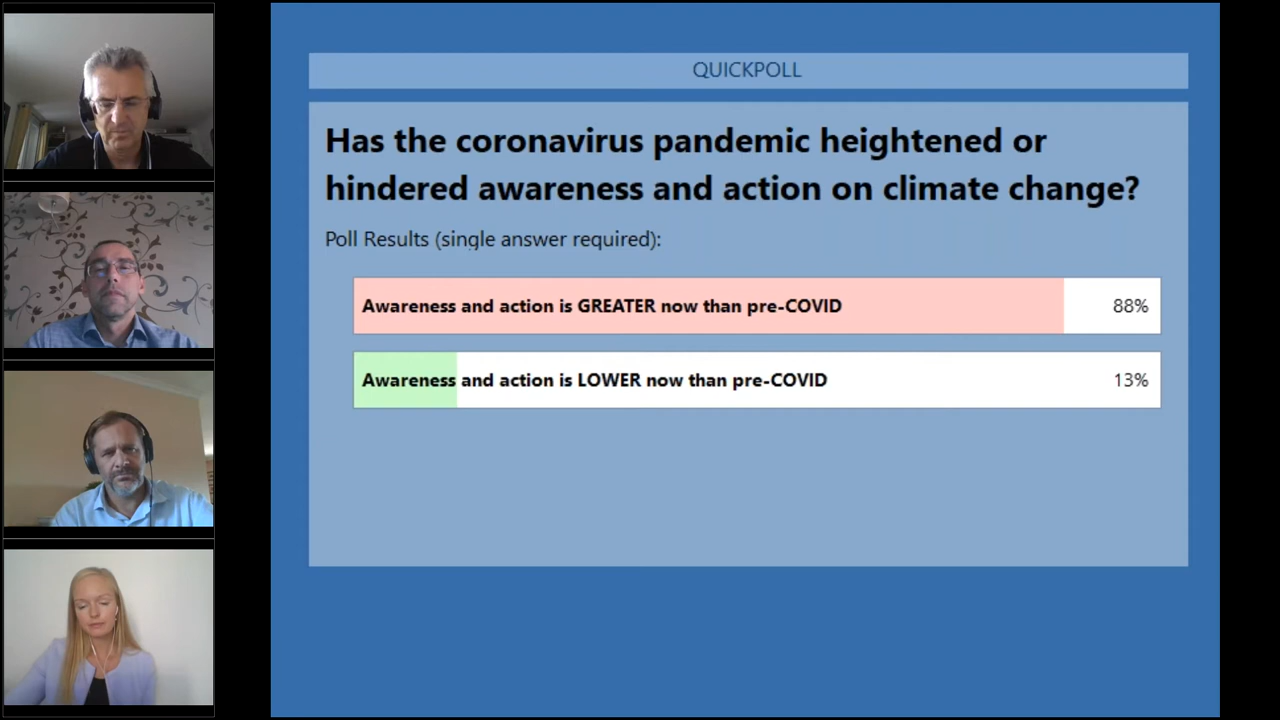 QUICKPOLL
Has the coronavirus pandemic heightened or
hindered awareness and action on climate change?
Poll Results (single answer required):
Awareness and action is GREATER now than pre-COVID 88%
Awareness and action is LOWER now than pre-COVID 13%